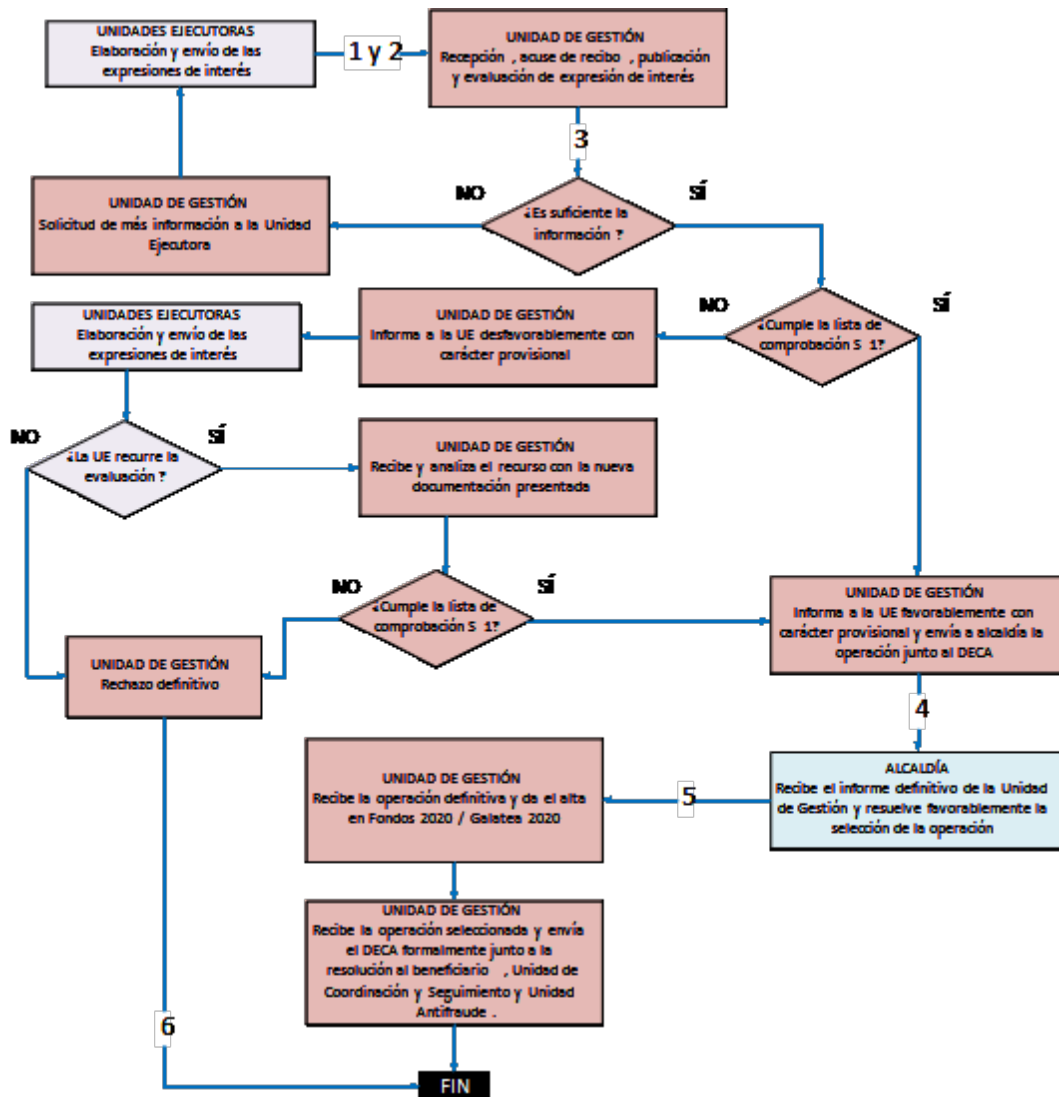 UNIDADES EJECUTORAS
Elaboración y envío de las
expresiones de interés
1 y 2
UNIDAD DE GESTIÓN
Recepción , acuse de recibo , publicación
y evaluación de expresión de interés
3
NO
SÍ
¿Es suficiente la
información ?
UNIDAD DE GESTIÓN
Solicitud de más información a la Unidad
Ejecutora
UNIDADES EJECUTORAS
Elaboración y envío de las
expresiones de interés
UNIDAD DE GESTIÓN
Informa a la UE desfavorablemente con
carácter provisional
NO
SÍ
¿Cumple la lista de
comprobación S 1?
NO
SÍ
¿La UE recurre la
evaluación ?
UNIDAD DE GESTIÓN
Recibe y analiza el recurso con la nueva
documentación presentada
NO
SÍ
¿Cumple la lista de
comprobación S 1?
UNIDAD DE GESTIÓN
Informa a la UE favorablemente con
carácter provisional y envía a alcaldía la
operación junto al DECA
UNIDAD DE GESTIÓN
Rechazo definitivo
4
ALCALDÍA
Recibe el informe definitivo de la Unidad
de Gestión y resuelve favorablemente la
selección de la operación
5
UNIDAD DE GESTIÓN
Recibe la operación definitiva y da el alta
en Fondos 2020 / Galatea 2020
UNIDAD DE GESTIÓN
Recibe la operación seleccionada y envía
el DECA formalmente junto a la
resolución al beneficiario , Unidad de
Coordinación y Seguimiento y Unidad
Antifraude .
6
FIN